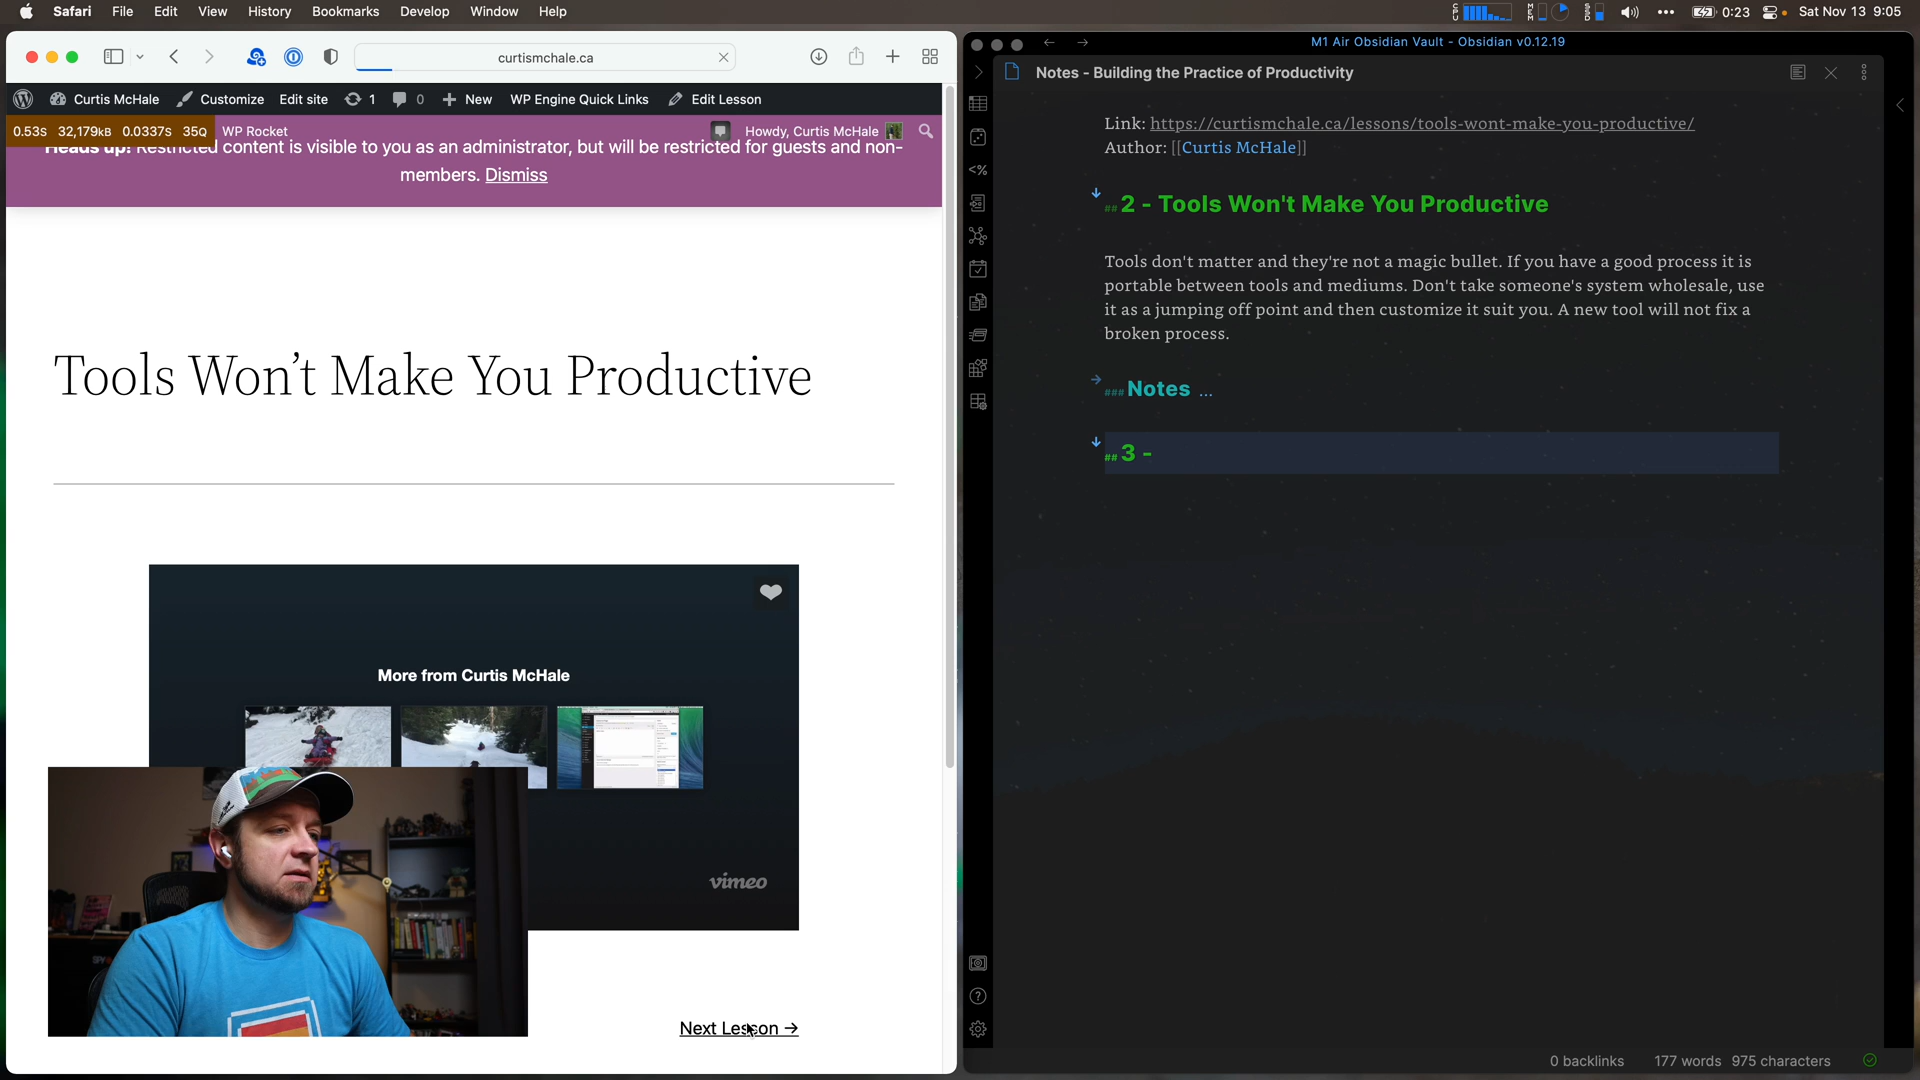 Safari File Edit View History Bookmarks Develop Window Help
CPU MEM SSD 0:23 Sat Nov 13 9:05
curtismchale.ca
Curtis McHale Customize Edit site 1 0 New WP Engine Quick Links Edit Lesson
0.53s 32,179kB 0.0337s 35Q WP Rocket Howdy, Curtis McHale
Heads up! Restricted content is visible to you as an administrator, but will be restricted for guests and non-
members. Dismiss
Tools Won’t Make You Productive
More from Curtis McHale
vimeo
Next Lesson →
M1 Air Obsidian Vault - Obsidian v0.12.19
Notes - Building the Practice of Productivity
Link: https://curtismchale.ca/lessons/tools-wont-make-you-productive/
Author: [[Curtis McHale]]
## 2 - Tools Won't Make You Productive
Tools don't matter and they're not a magic bullet. If you have a good process it is
portable between tools and mediums. Don't take someone's system wholesale, use
it as a jumping off point and then customize it suit you. A new tool will not fix a
broken process.
### Notes ...
## 3 -
0 backlinks 177 words 975 characters